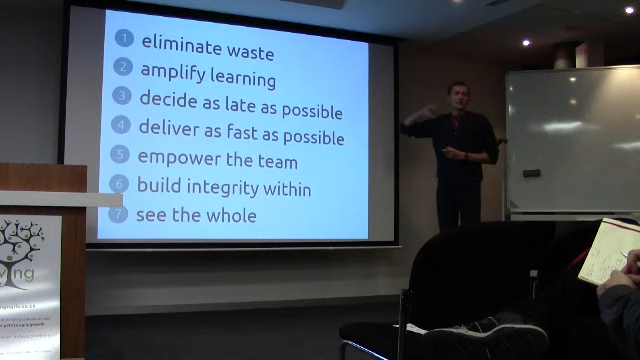 1 eliminate waste
2 amplify learning
3 decide as late as possible
4 deliver as fast as possible
5 empower the team
6 build integrity within
7 see the whole